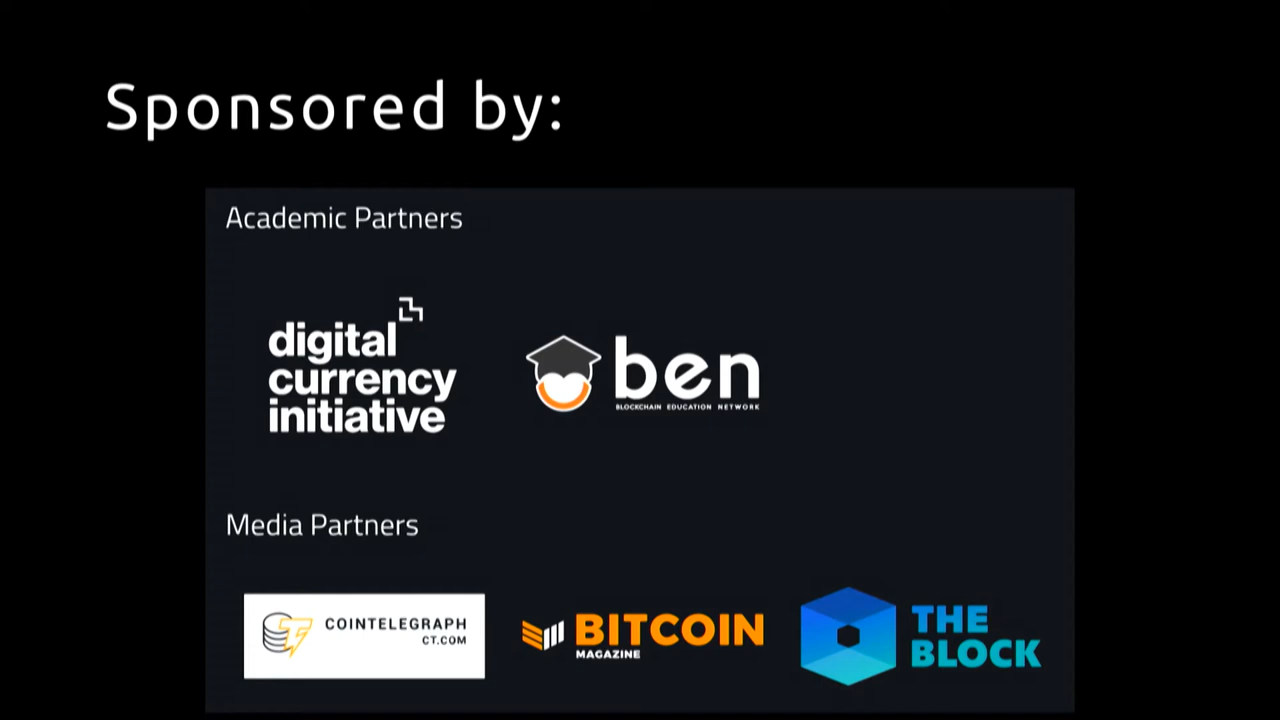 Sponsored by:
Academic Partners
digital
currency
initiative
ben
BLOCKCHAIN EDUCATION NETWORK
Media Partners
COINTELEGRAPH
CT.COM
BITCOIN
MAGAZINE
THE
BLOCK